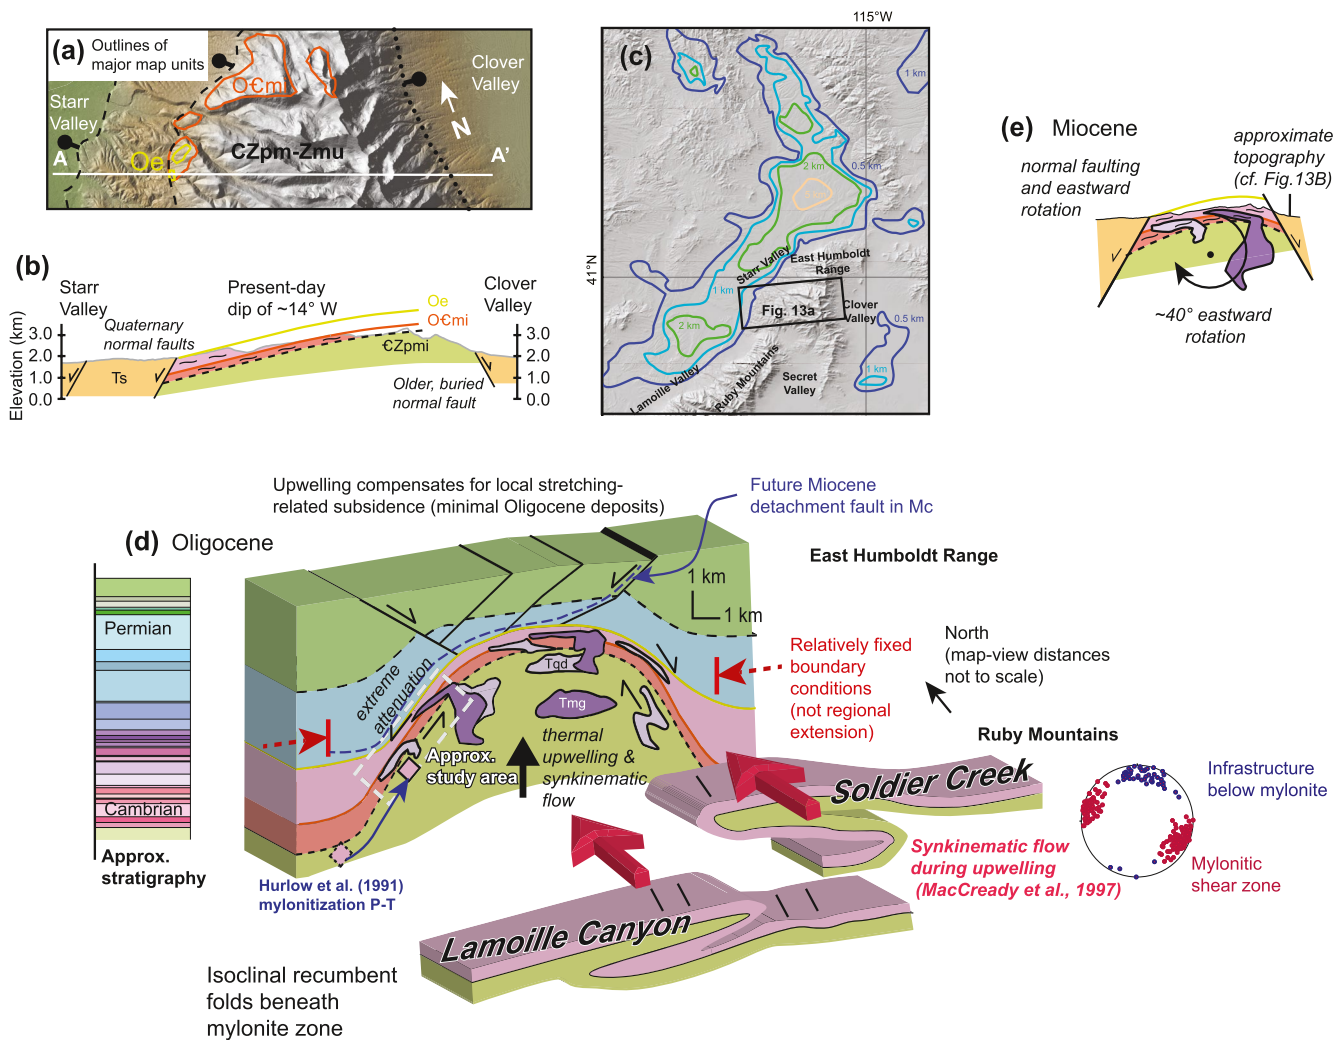 (a) Outlines of
major map units
Starr
Valley
A
O€mi
Oe
CZpm-Zmu
N
Clover
Valley
A'
(b)
Starr
Valley
Present-day
dip of ~14° W
Clover
Valley
Quaternary
normal faults
Oe
O€mi
€Zpmi
Ts
Older, buried
normal fault
Elevation (km)
3.0
2.0
1.0
0.0
3.0
2.0
1.0
0.0
115°W
(c)
41°N
1 km
2 km
0.5 km
Starr Valley
East Humboldt
Range
1 km
Fig. 13a
Clover
Valley
0.5 km
2 km
1 km
Lamoille Valley
Ruby Mountains
Secret
Valley
(e) Miocene
normal faulting
and eastward
rotation
approximate
topography
(cf. Fig.13B)
~40° eastward
rotation
Upwelling compensates for local stretching-
related subsidence (minimal Oligocene deposits)
Future Miocene
detachment fault in Mc
(d) Oligocene
East Humboldt Range
1 km
1 km
Permian
Cambrian
Approx.
stratigraphy
extreme
attenuation
Tqd
Tmg
Approx.
study area
thermal
upwelling &
synkinematic
flow
Relatively fixed
boundary
conditions
(not regional
extension)
North
(map-view distances
not to scale)
Ruby Mountains
Soldier Creek
Infrastructure
below mylonite
Mylonitic
shear zone
Synkinematic flow
during upwelling
(MacCready et al., 1997)
Hurlow et al. (1991)
mylonitization P-T
Lamoille Canyon
Isoclinal recumbent
folds beneath
mylonite zone